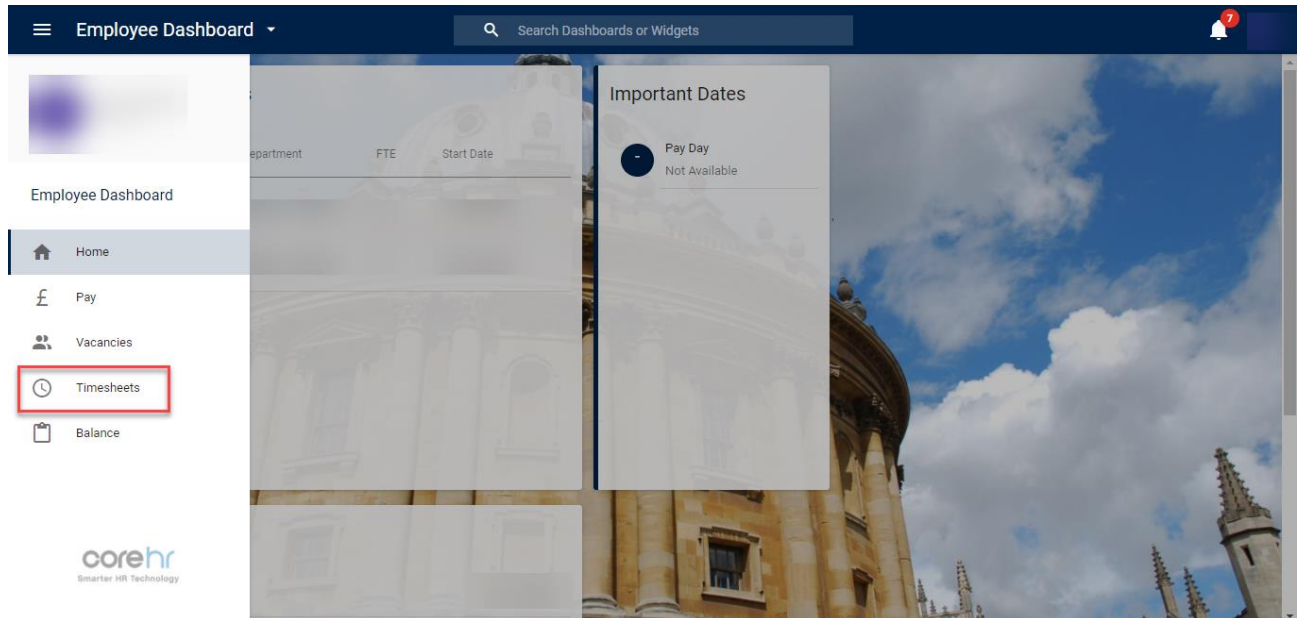 Employee Dashboard
Search Dashboards or Widgets
7
Employee Dashboard
Home
£ Pay
Vacancies
Timesheets
Balance
corehr
Smarter HR Technology
epartment FTE Start Date
Important Dates
-
Pay Day
Not Available